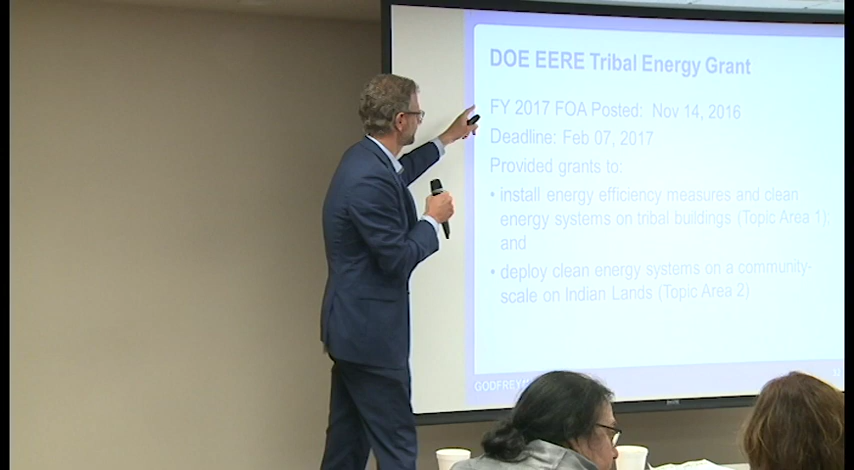 DOE EERE Tribal Energy Grant
FY 2017 FOA Posted: Nov 14, 2016
Deadline: Feb 07, 2017
Provided grants to:
• install energy efficiency measures and clean
energy systems on tribal buildings (Topic Area 1);
and
• deploy clean energy systems on a community-
scale on Indian Lands (Topic Area 2)
GODFREY